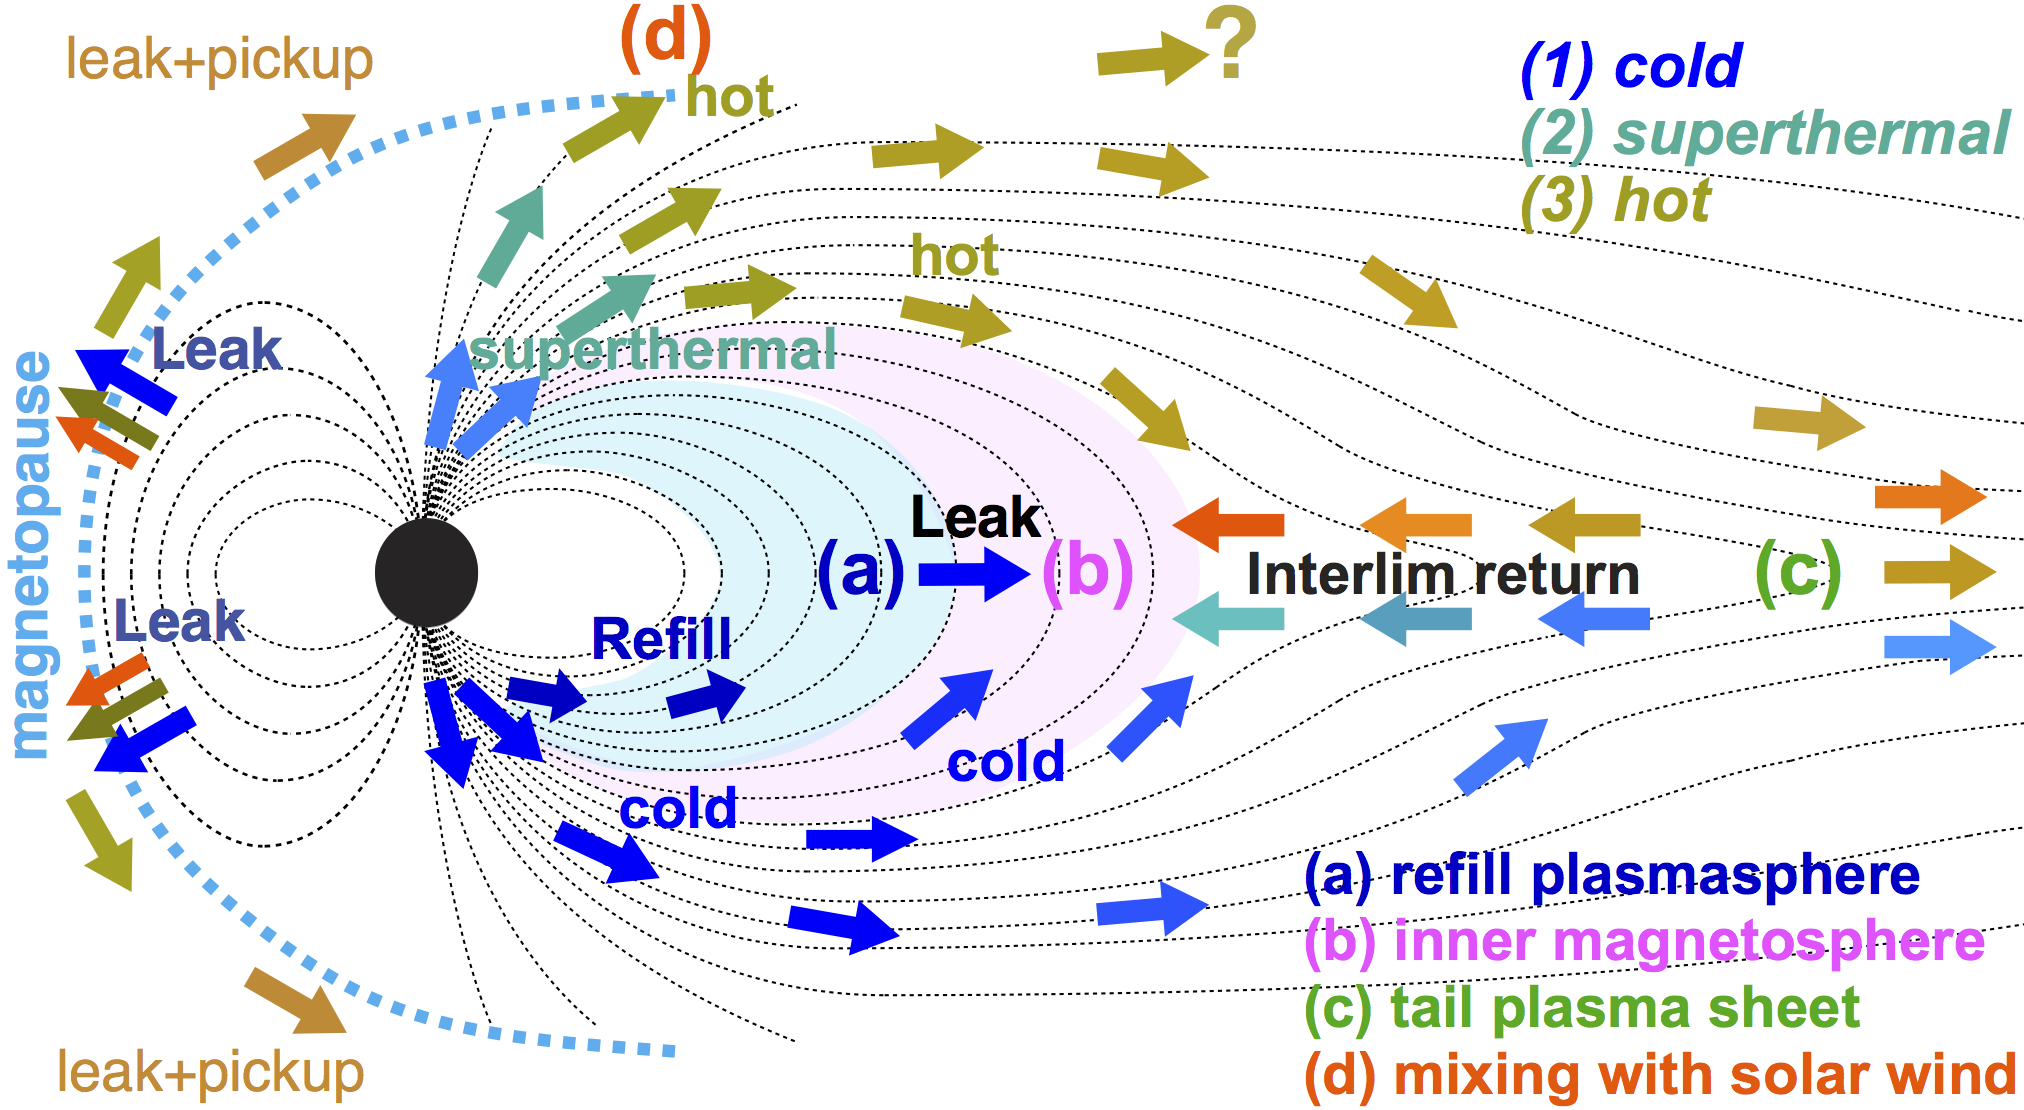 leak+pickup
(d)
hot
?
(1) cold
(2) superthermal
(3) hot
hot
Leak
superthermal
magnetopause
Leak
(a)
(b)
Interlim return
(c)
Leak
Refill
cold
cold
(a) refill plasmasphere
(b) inner magnetosphere
(c) tail plasma sheet
(d) mixing with solar wind
leak+pickup